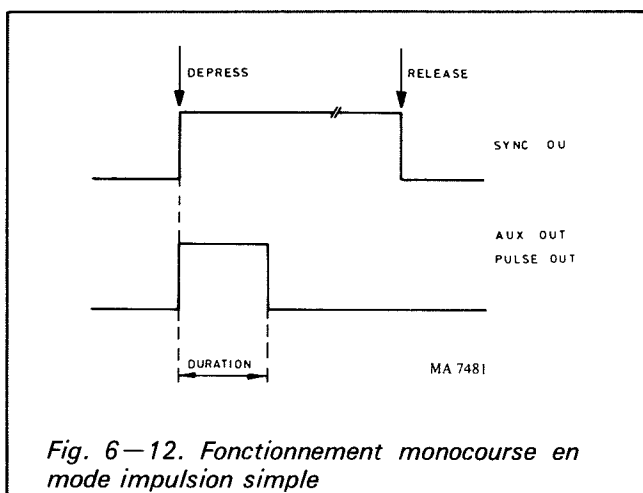 DEPRESS
RELEASE
SYNC OU
AUX OUT
PULSE OUT
DURATION
MA 7481
Fig. 6—12. Fonctionnement monocourse en
mode impulsion simple